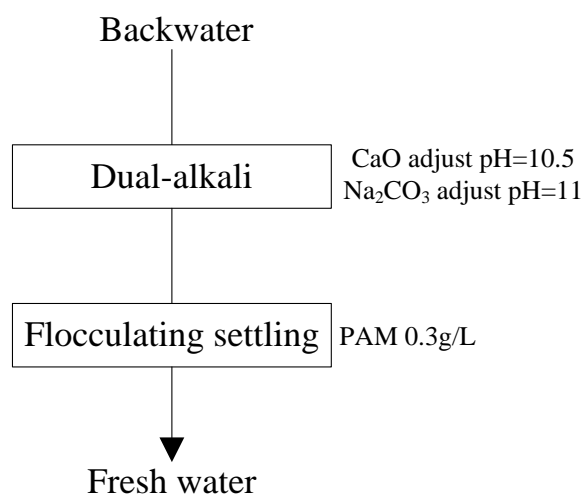 Backwater
Dual-alkali
CaO adjust pH=10.5
Na₂CO₃ adjust pH=11
Flocculating settling
PAM 0.3g/L
Fresh water